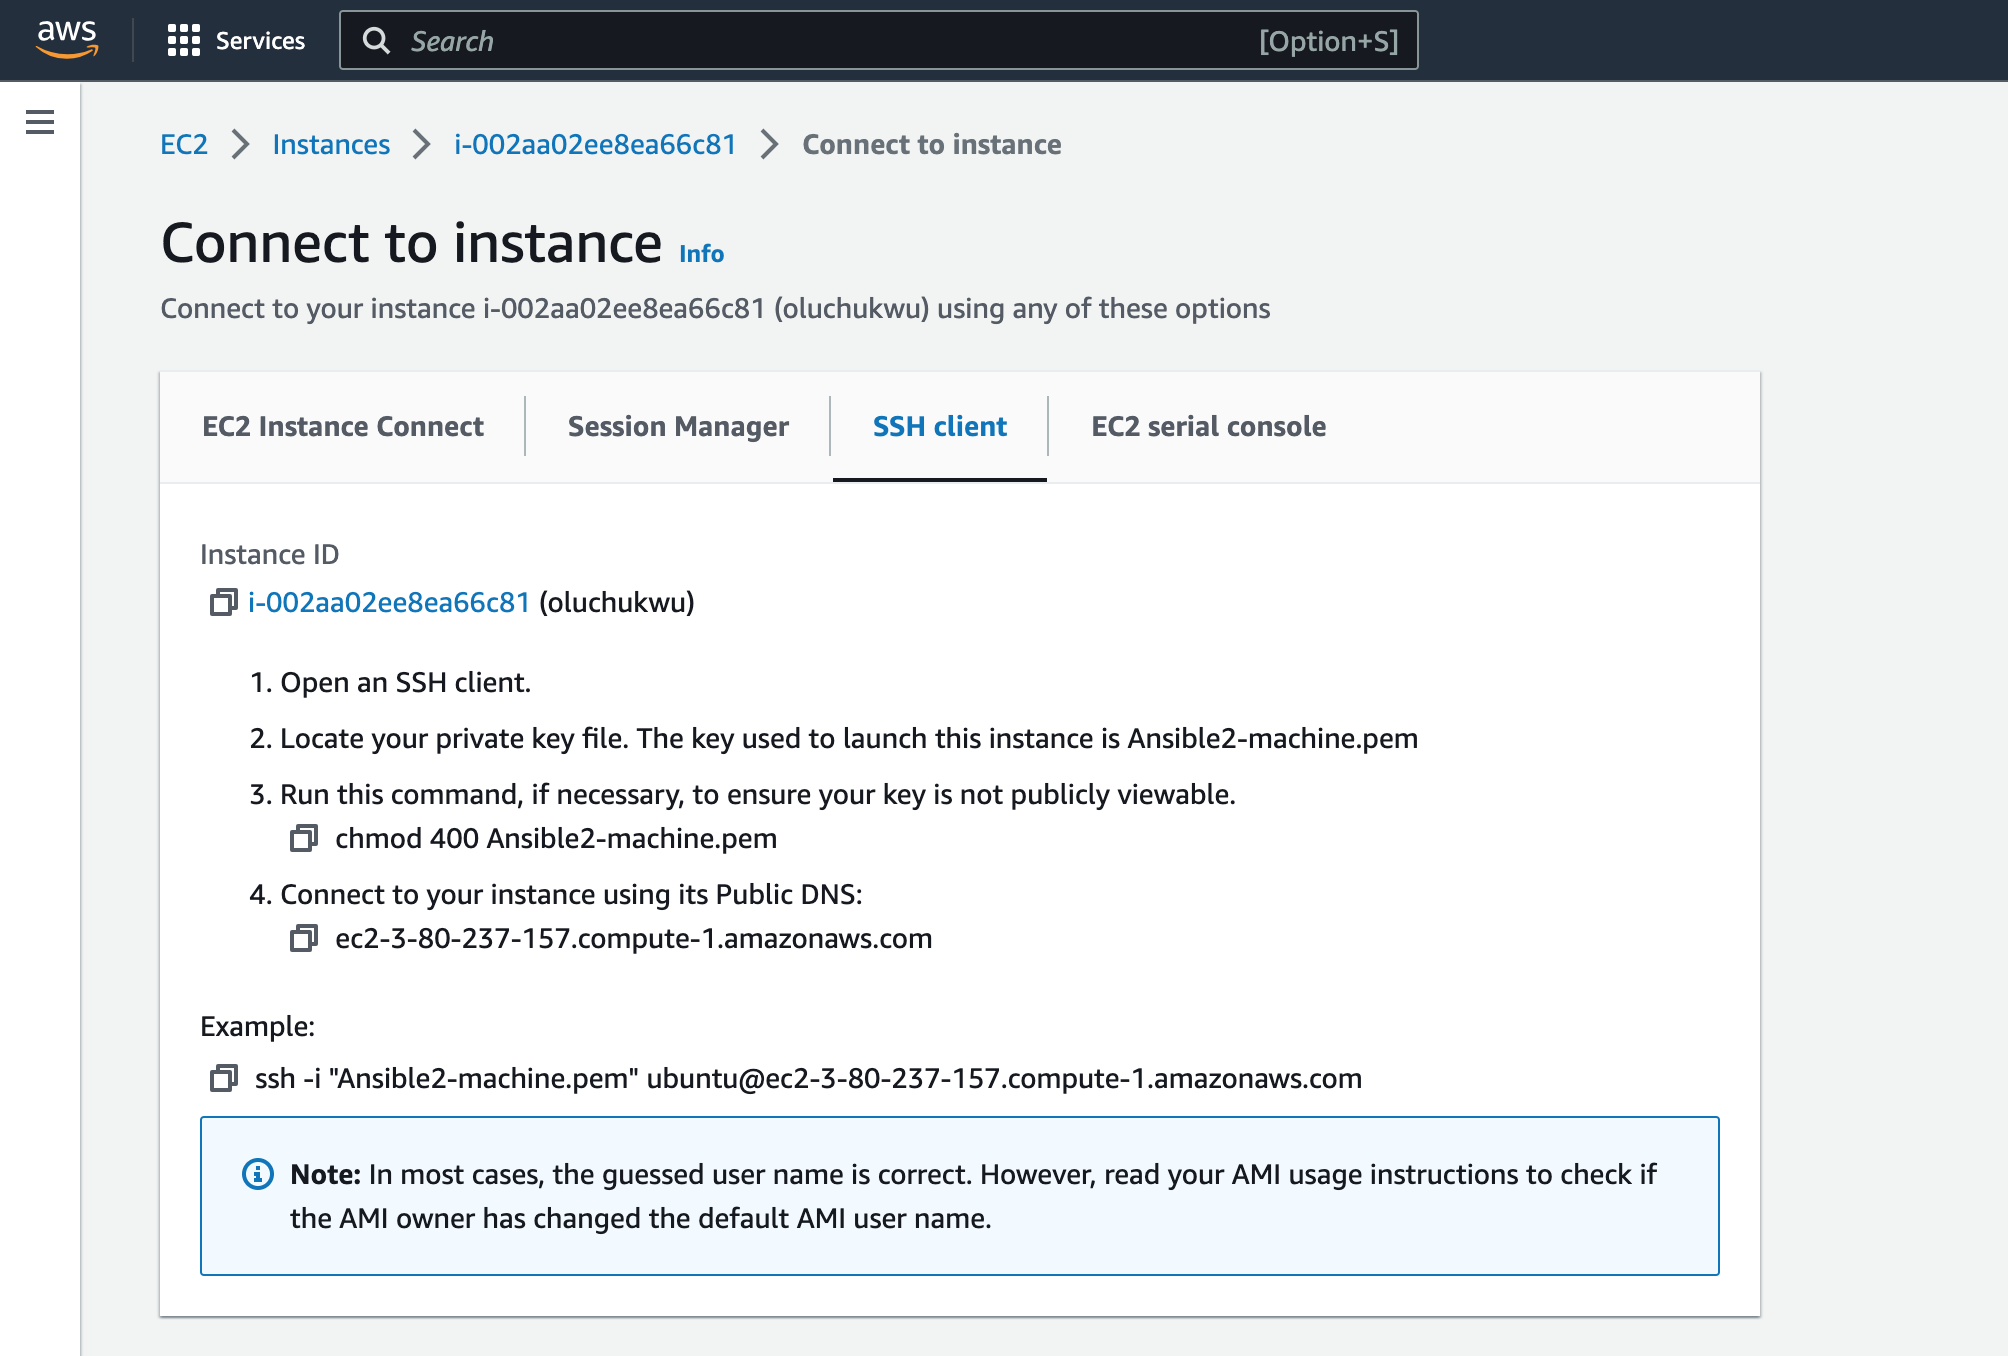 aws
Services
Search
[Option+S]
EC2
Instances
i-002aa02ee8ea66c81
Connect to instance
Connect to instance Info
Connect to your instance i-002aa02ee8ea66c81 (oluchukwu) using any of these options
EC2 Instance Connect
Session Manager
SSH client
EC2 serial console
Instance ID
i-002aa02ee8ea66c81 (oluchukwu)
1. Open an SSH client.
2. Locate your private key file. The key used to launch this instance is Ansible2-machine.pem
3. Run this command, if necessary, to ensure your key is not publicly viewable.
chmod 400 Ansible2-machine.pem
4. Connect to your instance using its Public DNS:
ec2-3-80-237-157.compute-1.amazonaws.com
Example:
ssh -i "Ansible2-machine.pem" ubuntu@ec2-3-80-237-157.compute-1.amazonaws.com
Note: In most cases, the guessed user name is correct. However, read your AMI usage instructions to check if
the AMI owner has changed the default AMI user name.